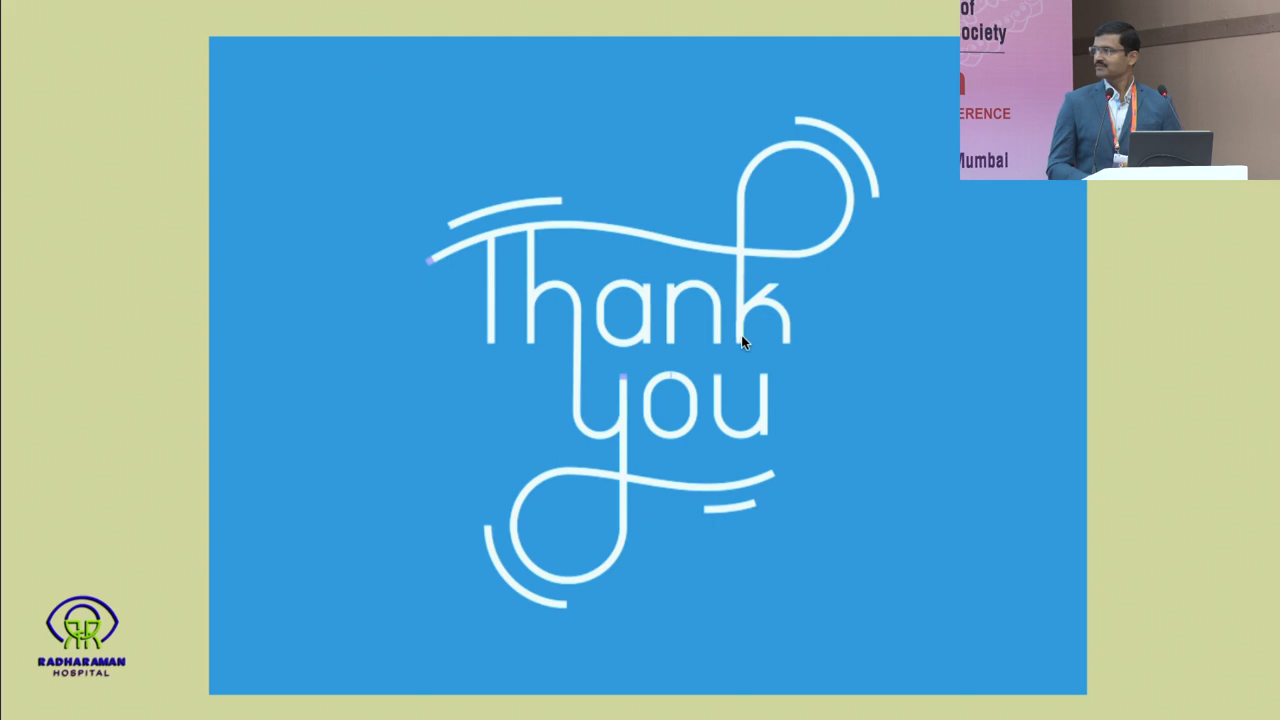 of
ociety
ERENCE
Mumbai
Thank
you
RADHARAMAN
HOSPITAL